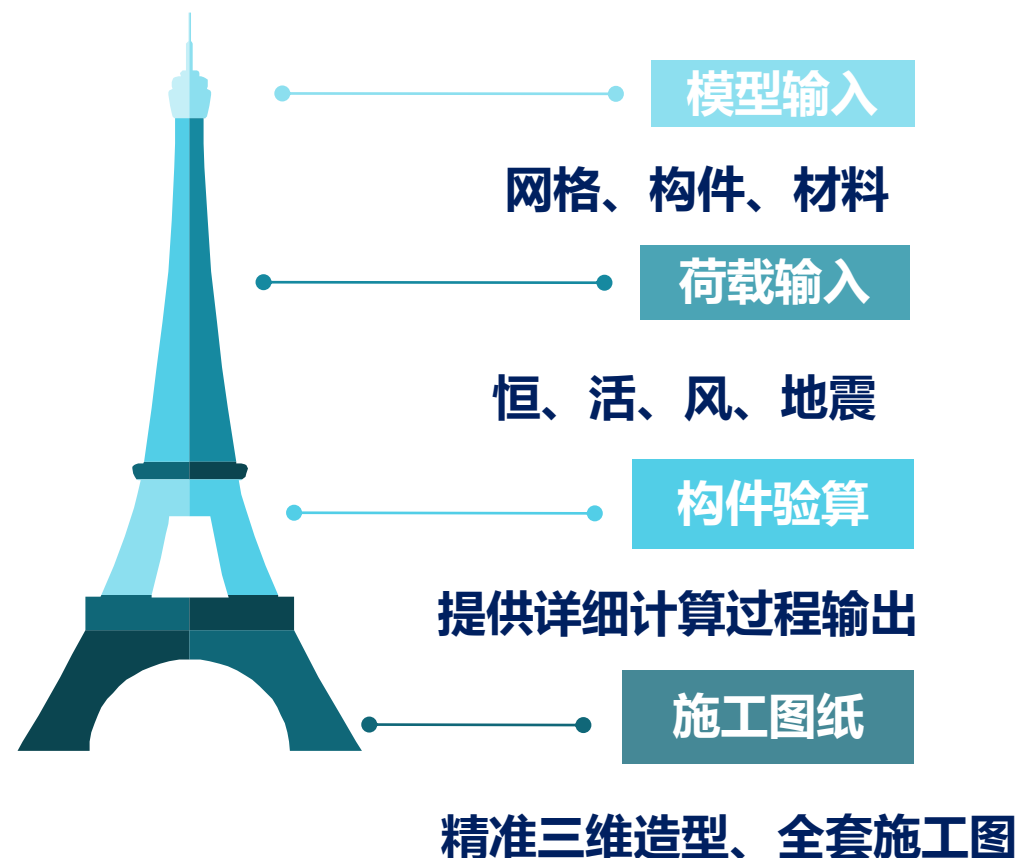 模型输入
网格、构件、材料
荷载输入
恒、活、风、地震
构件验算
提供详细计算过程输出
施工图纸
精准三维造型、全套施工图